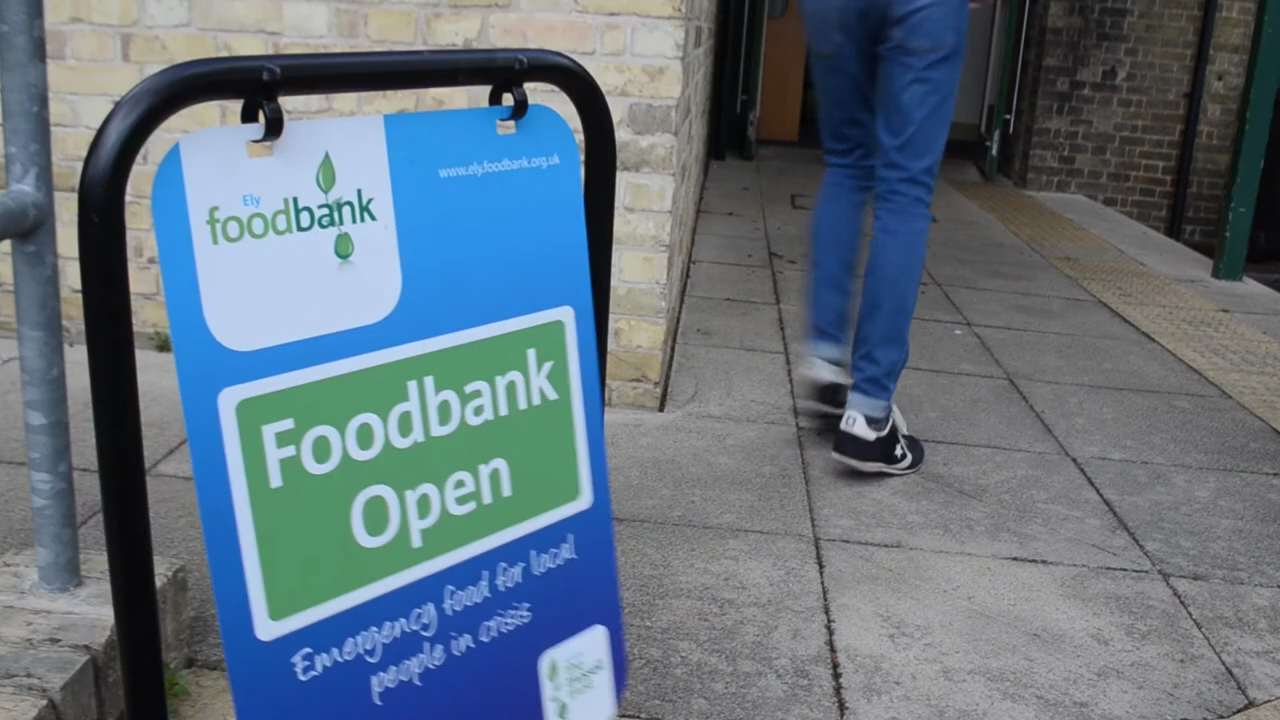 Ely
foodbank
www.ely.foodbank.org.uk
Foodbank
Open
Emergency food for local
people in crisis